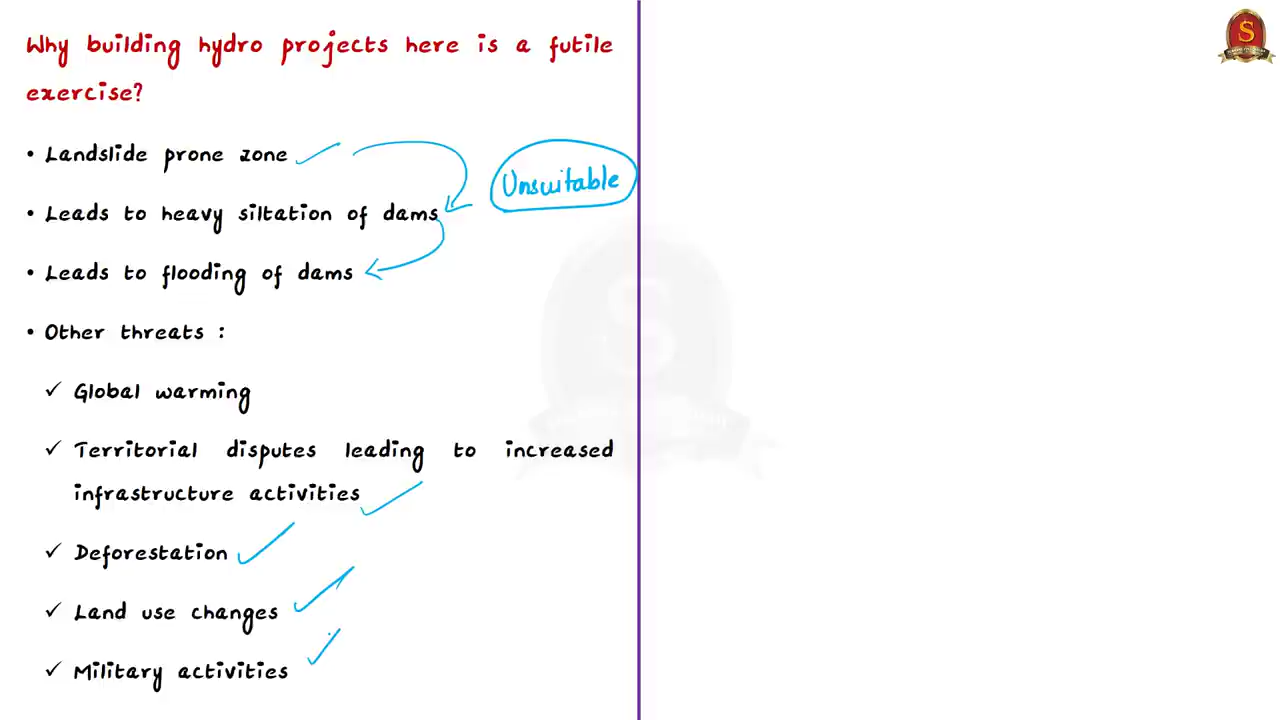 Why building hydro projects here is a futile
exercise?
• Landslide prone zone
Unsuitable
• Leads to heavy siltation of dams
• Leads to flooding of dams
• Other threats :
✓ Global warming
✓ Territorial disputes leading to increased
infrastructure activities
✓ Deforestation
✓ Land use changes
✓ Military activities
S